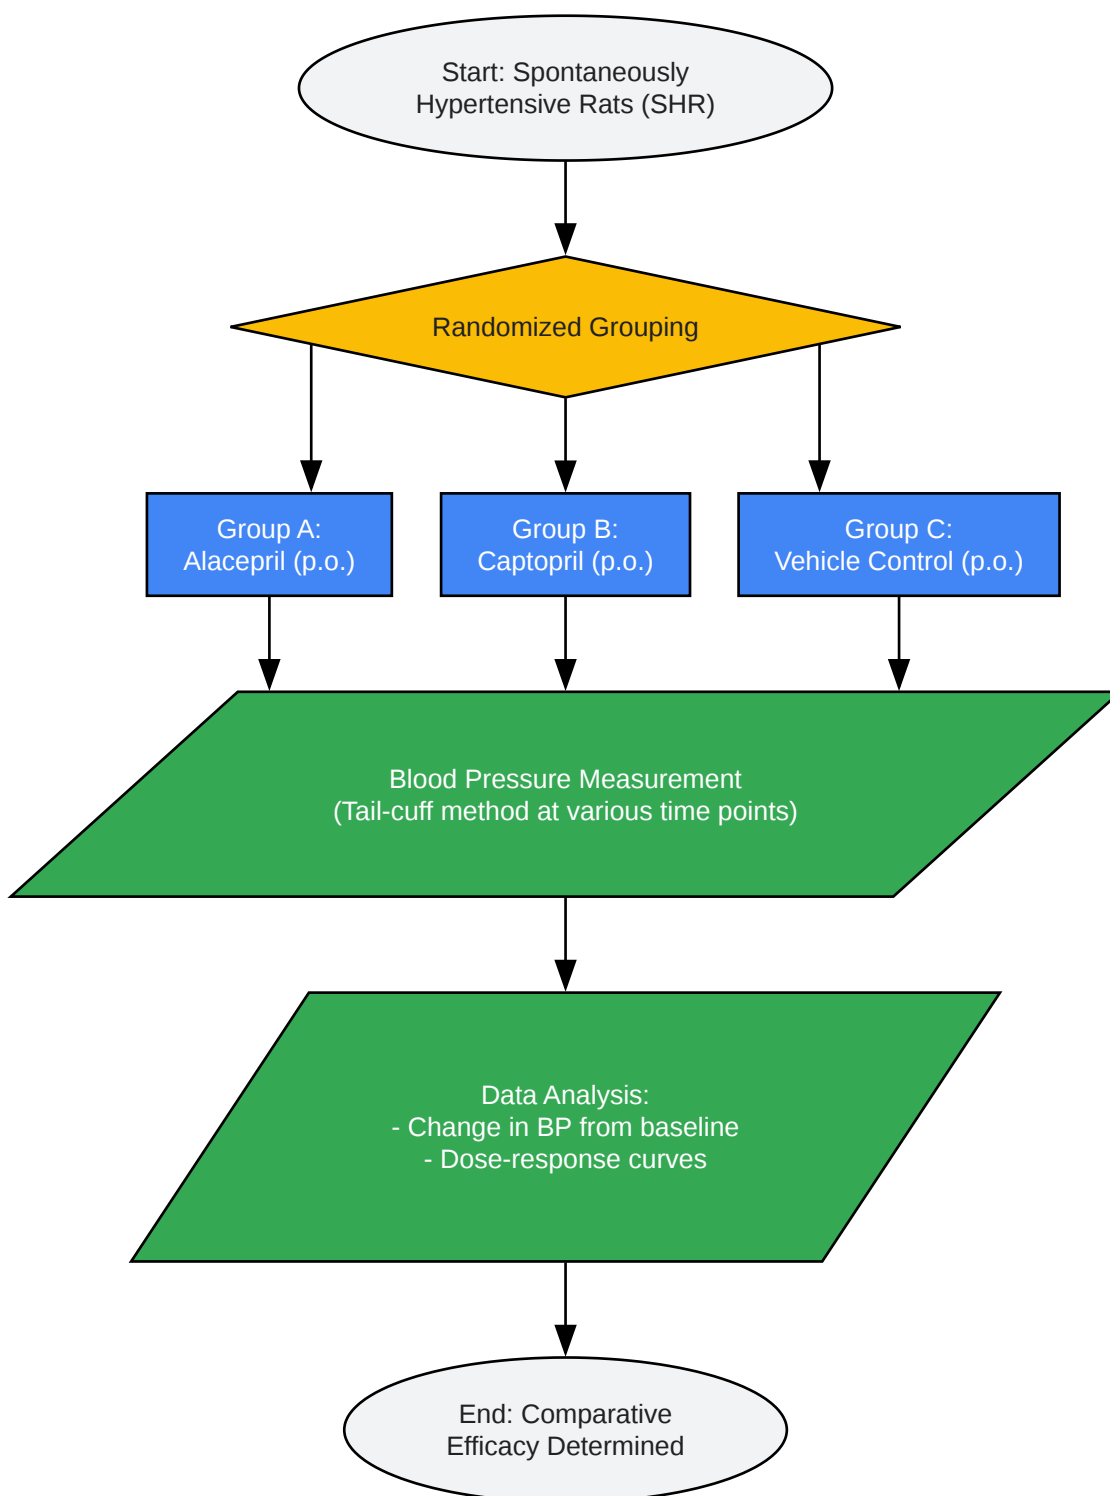 Start: Spontaneously
Hypertensive Rats (SHR)
Randomized Grouping
Group A:
Alacepril (p.o.)
Group B:
Captopril (p.o.)
Group C:
Vehicle Control (p.o.)
Blood Pressure Measurement
(Tail-cuff method at various time points)
Data Analysis:
- Change in BP from baseline
- Dose-response curves
End: Comparative
Efficacy Determined